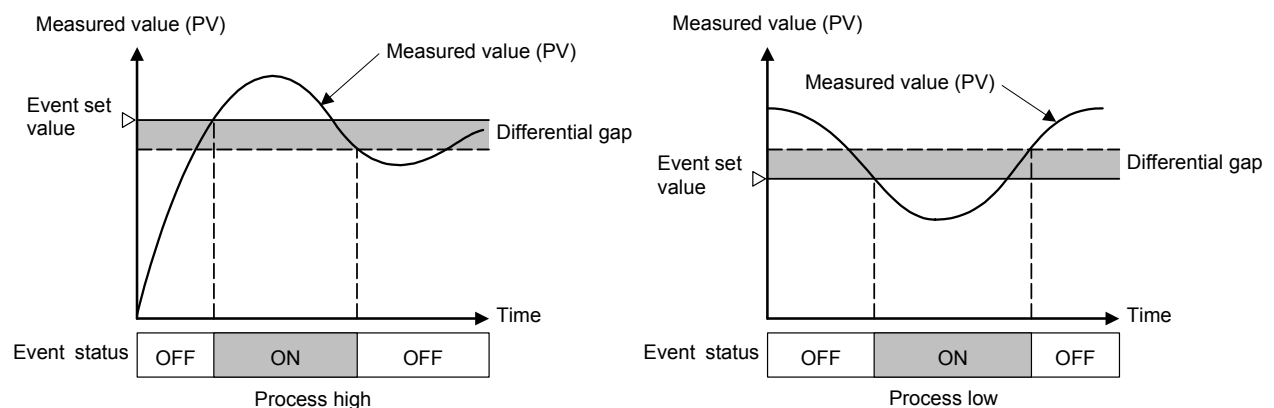 Measured value (PV)
Measured value (PV)
Event set
value
Differential gap
Time
Event status
OFF
ON
OFF
Process high
Measured value (PV)
Measured value (PV)
Event set
value
Differential gap
Time
Event status
OFF
ON
OFF
Process low